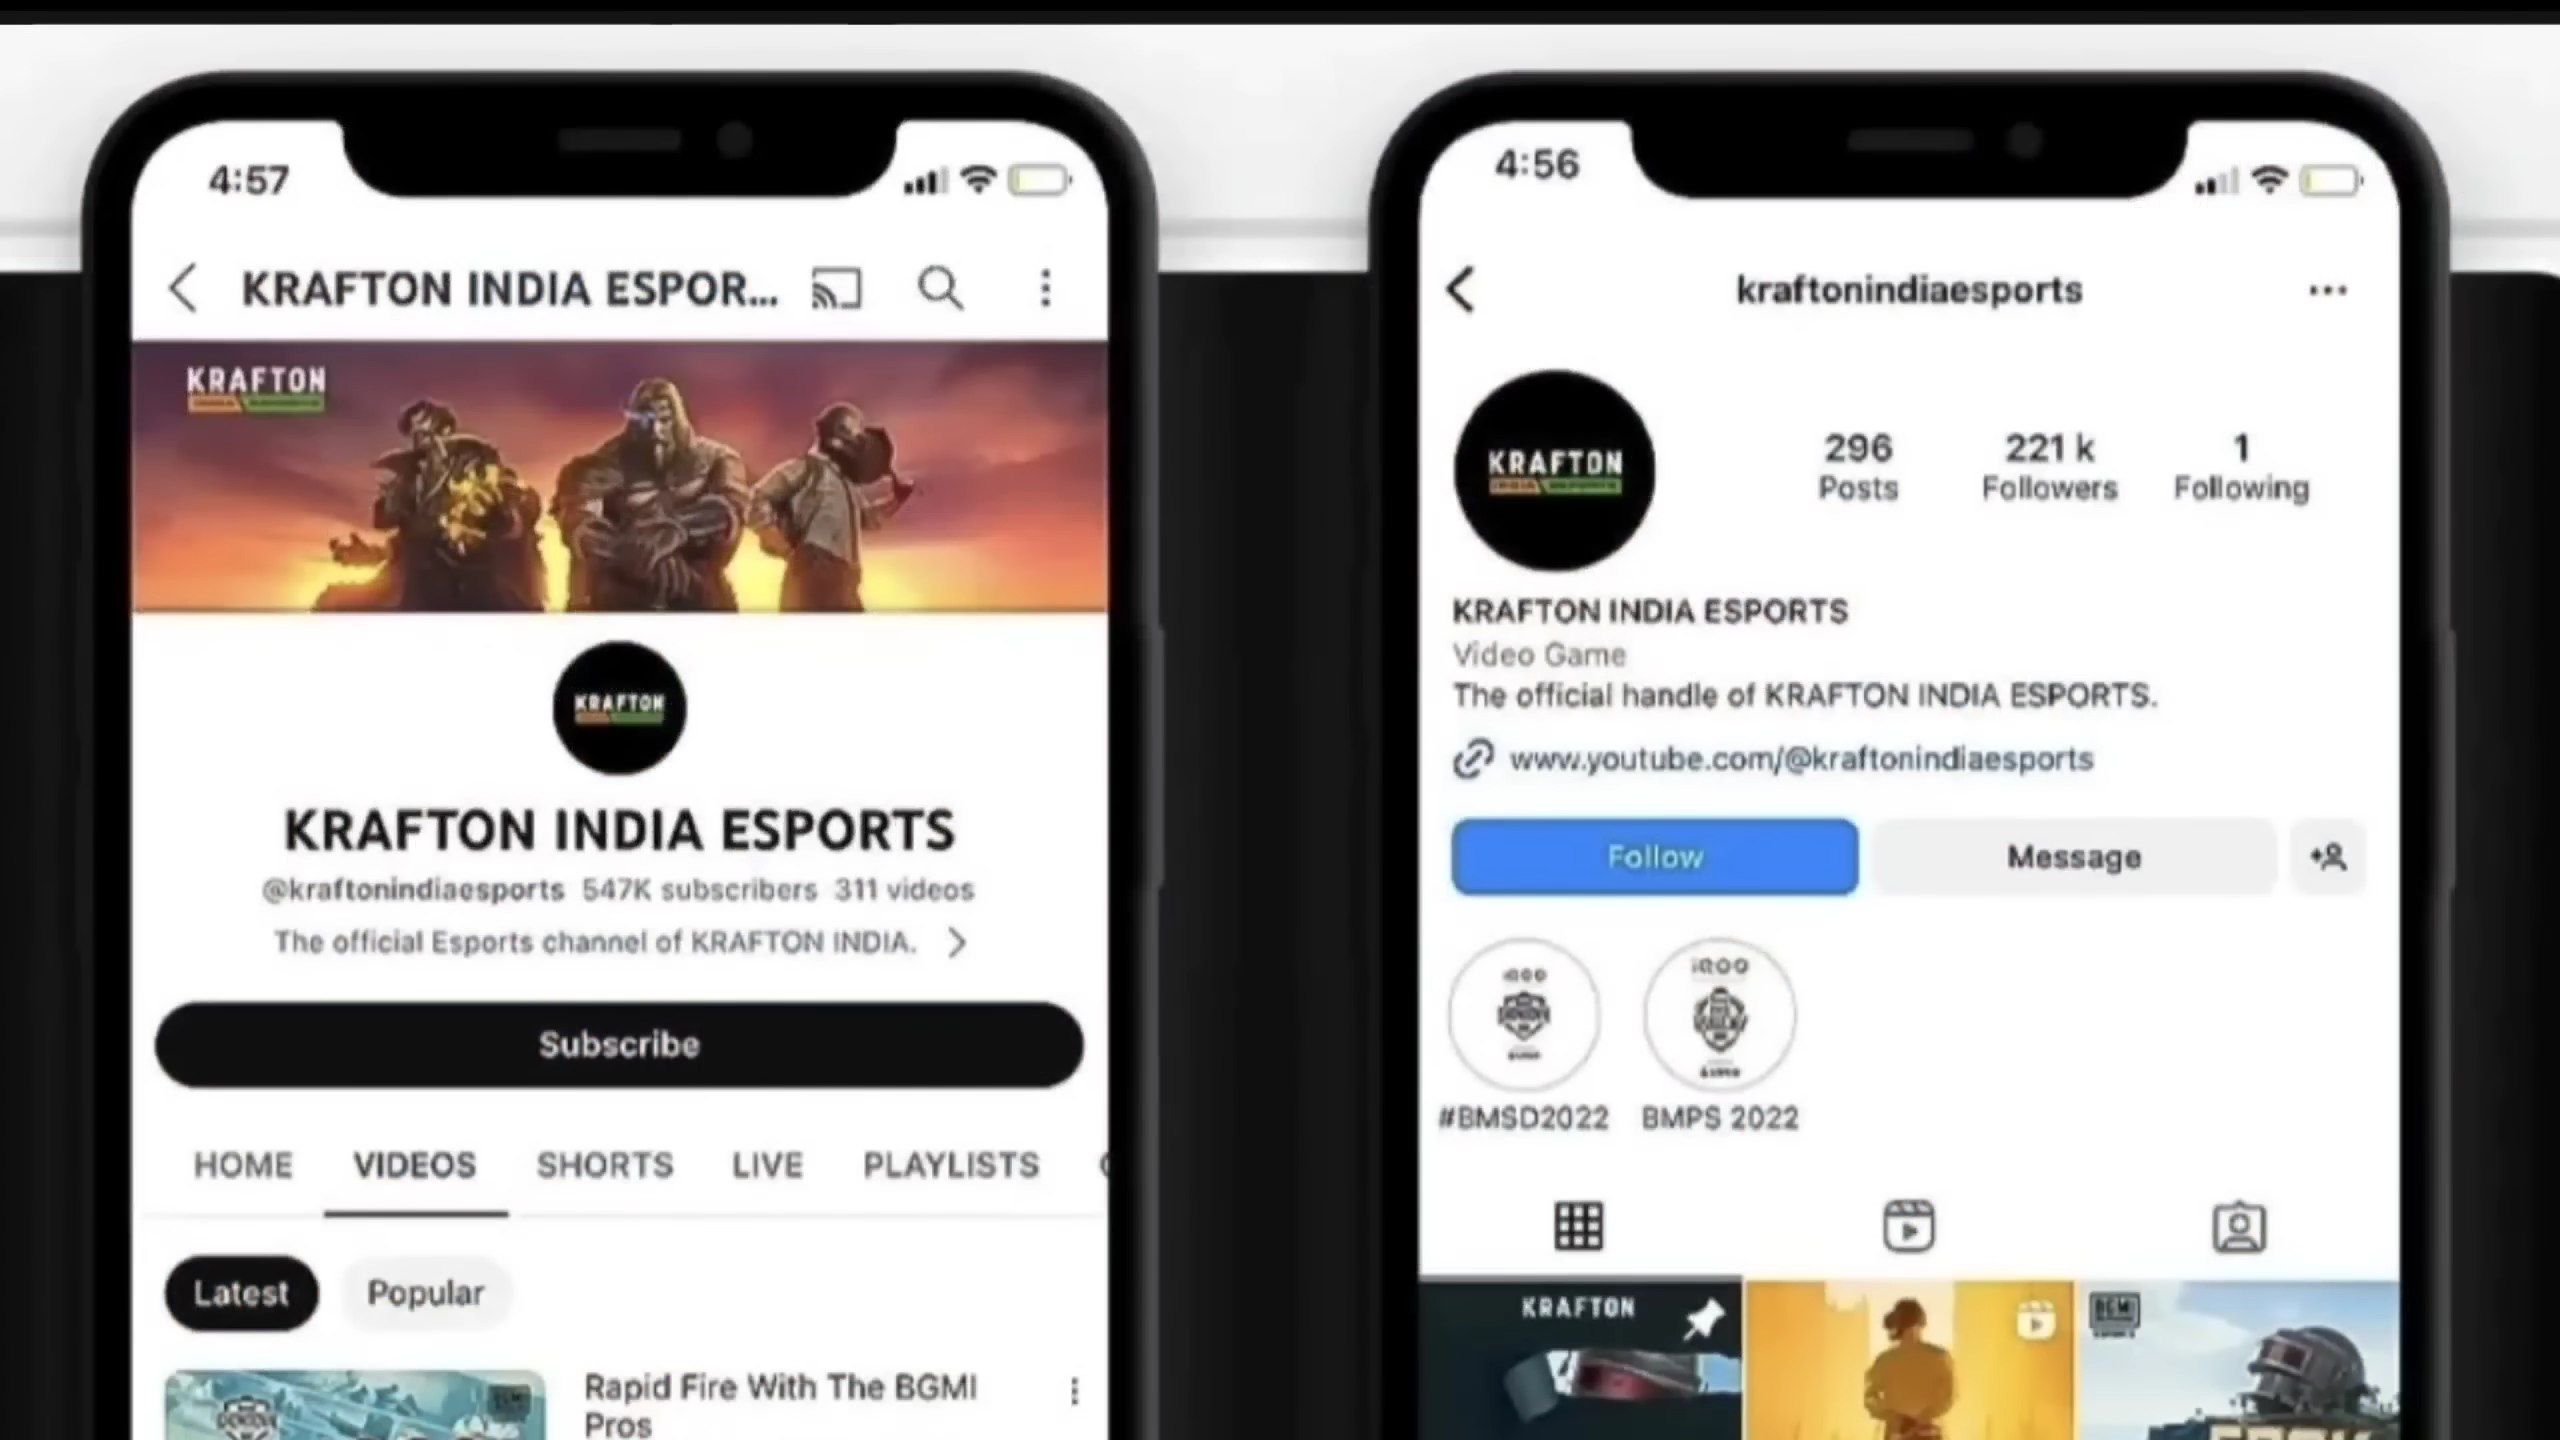 4:57
KRAFTON INDIA ESPOR...
KRAFTON
KRAFTON
KRAFTON INDIA ESPORTS
@kraftonindiaesports 547K subscribers 311 videos
The official Esports channel of KRAFTON INDIA.
Subscribe
HOME VIDEOS SHORTS LIVE PLAYLISTS
Latest Popular
Rapid Fire With The BGMI
Pros
4:56
kraftonindiaesports
KRAFTON
296 221 k 1
Posts Followers Following
KRAFTON INDIA ESPORTS
Video Game
The official handle of KRAFTON INDIA ESPORTS.
www.youtube.com/@kraftonindiaesports
Follow Message
iQOO iQOO
#BMSD2022 BMPS 2022
KRAFTON
BGMI